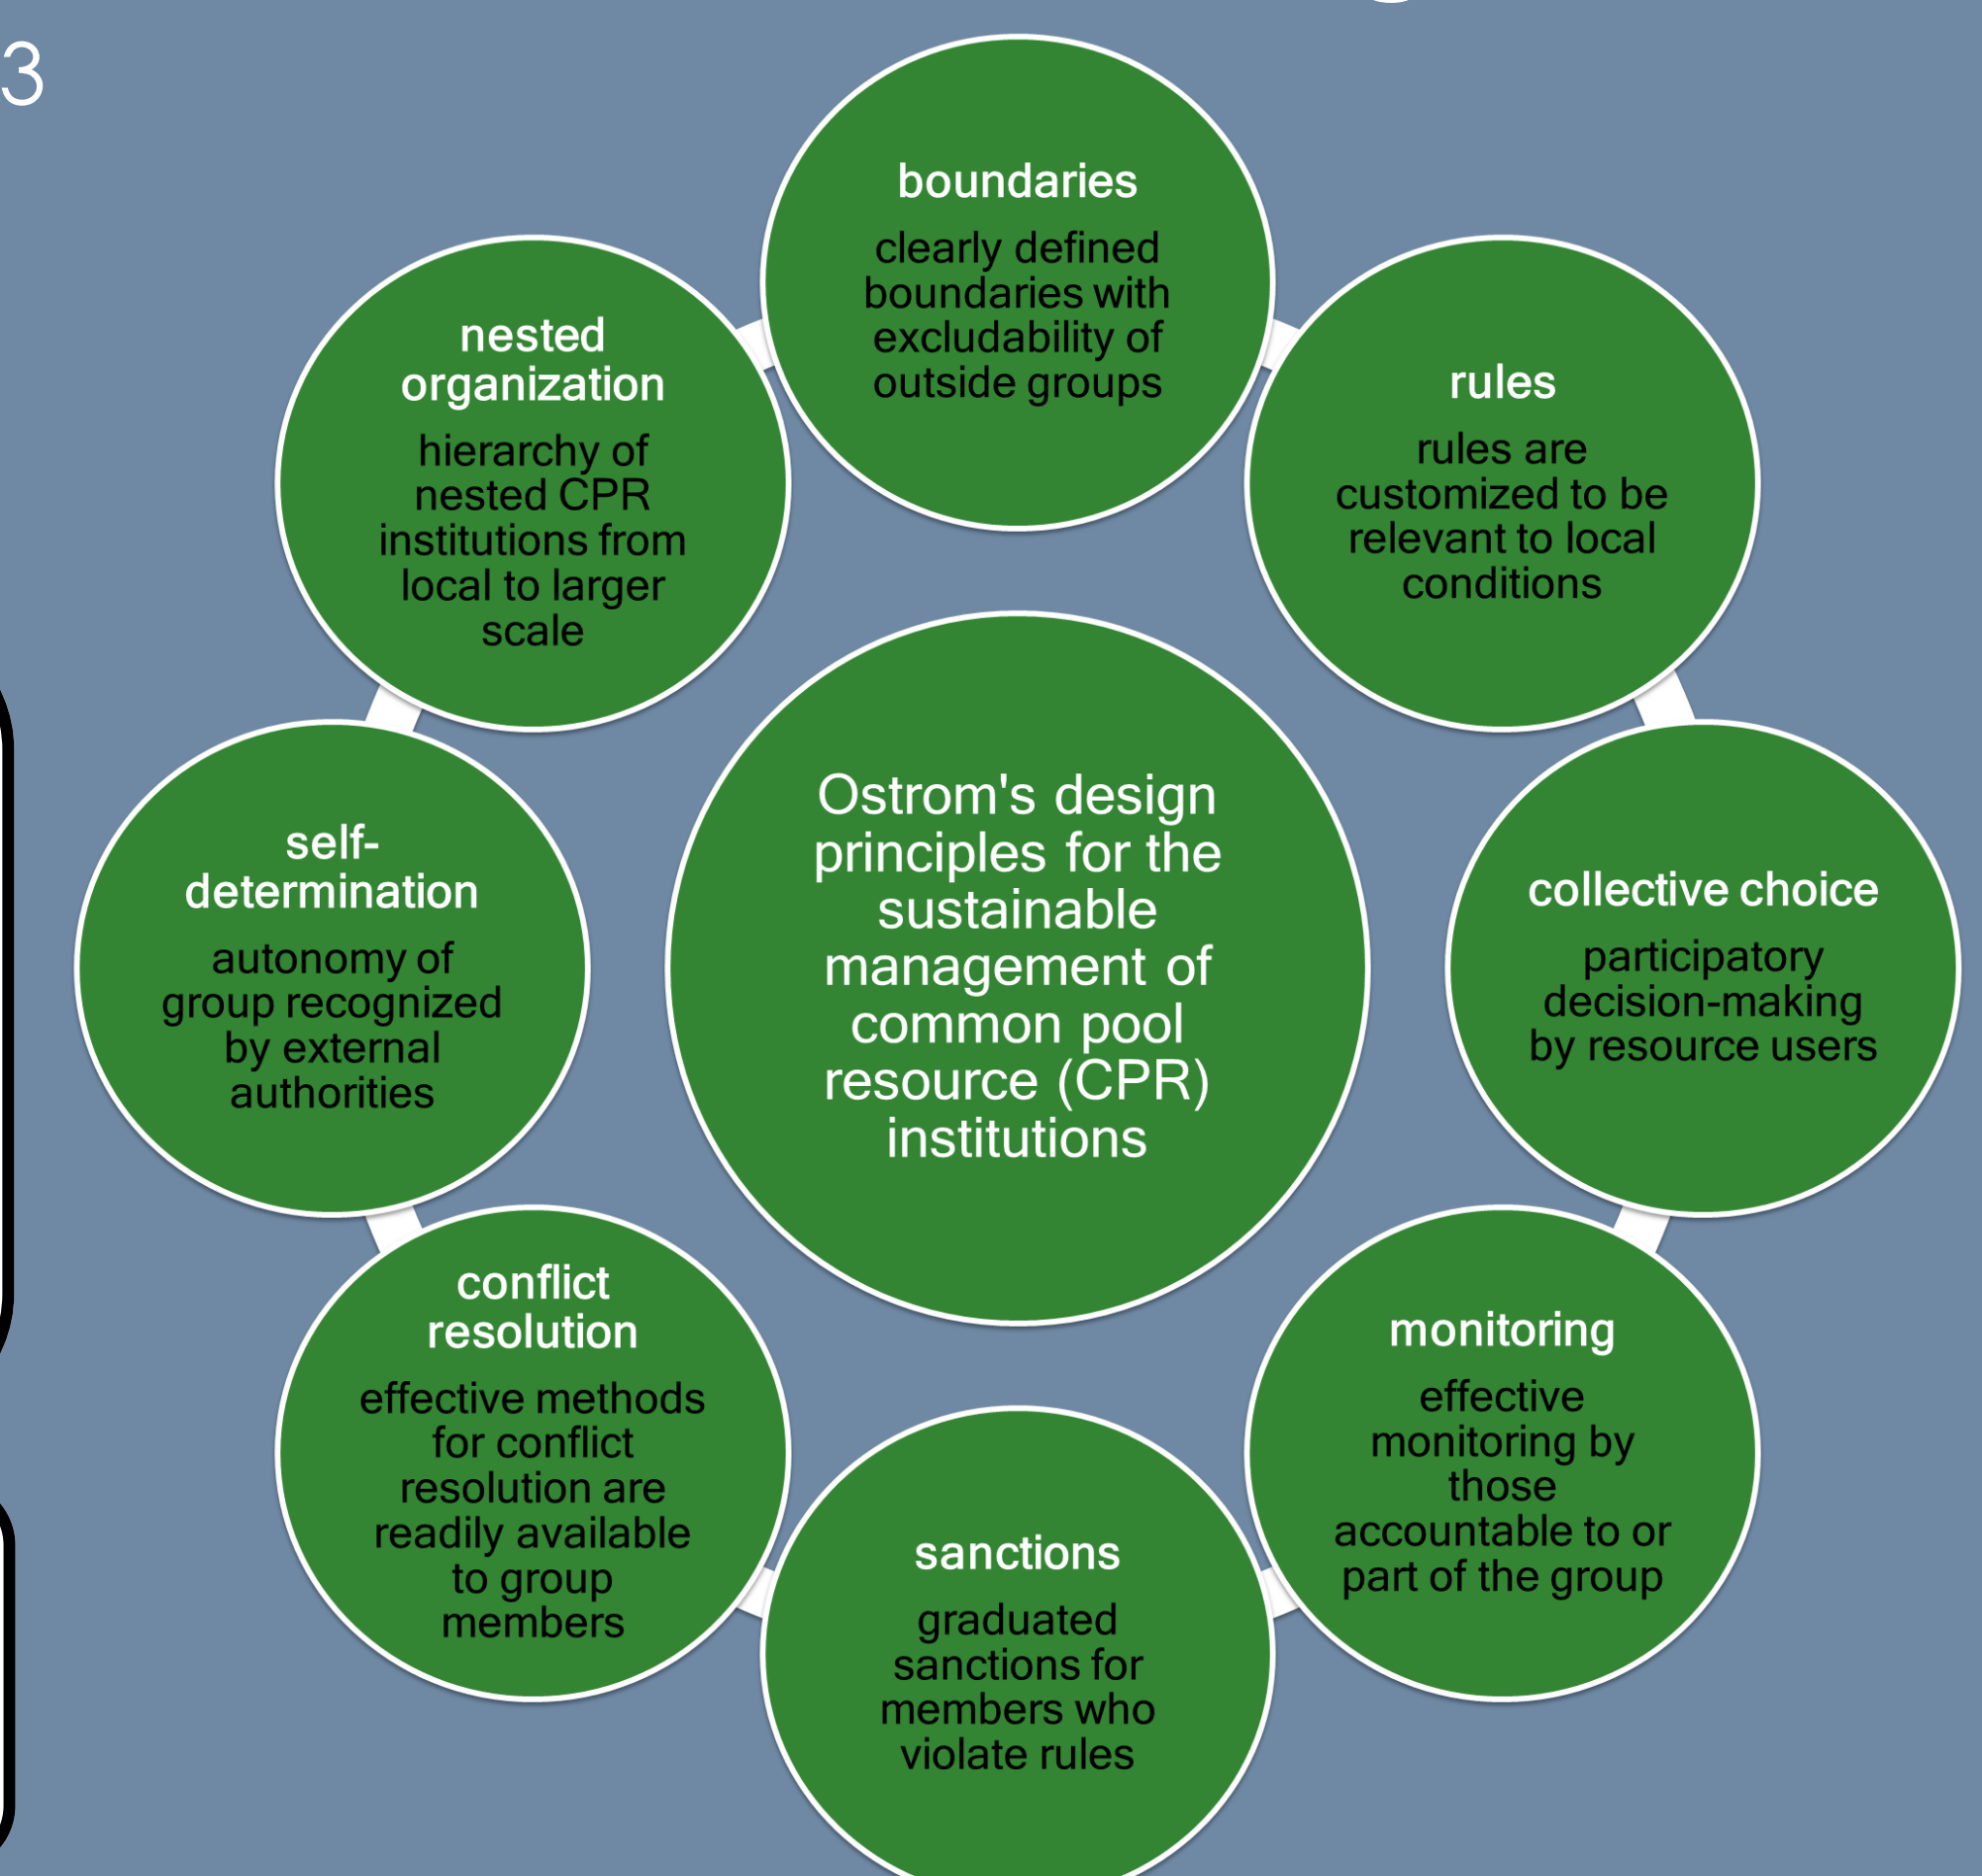 3
boundaries
clearly defined
boundaries with
excludability of
outside groups
rules
rules are
customized to be
relevant to local
conditions
collective choice
participatory
decision-making
by resource users
monitoring
effective
monitoring by
those
accountable to or
part of the group
sanctions
graduated
sanctions for
members who
violate rules
conflict
resolution
effective methods
for conflict
resolution are
readily available
to group
members
self-
determination
autonomy of
group recognized
by external
authorities
nested
organization
hierarchy of
nested CPR
institutions from
local to larger
scale
Ostrom's design
principles for the
sustainable
management of
common pool
resource (CPR)
institutions